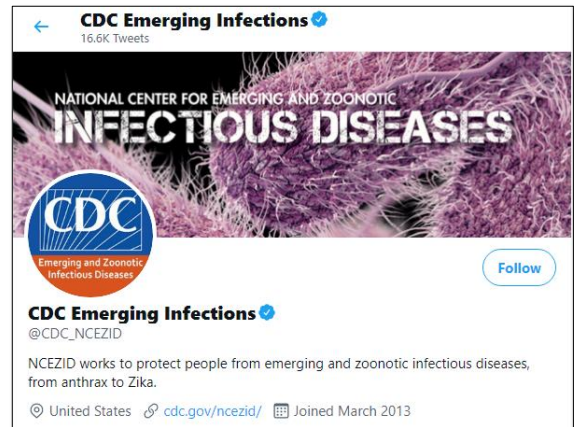 CDC Emerging Infections
16.6K Tweets
NATIONAL CENTER FOR EMERGING AND ZOONOTIC
INFECTIOUS DISEASES
CDC
Emerging and Zoonotic
Infectious Diseases
Follow
CDC Emerging Infections
@CDC_NCEZID
NCEZID works to protect people from emerging and zoonotic infectious diseases,
from anthrax to Zika.
United States cdc.gov/ncezid/ Joined March 2013